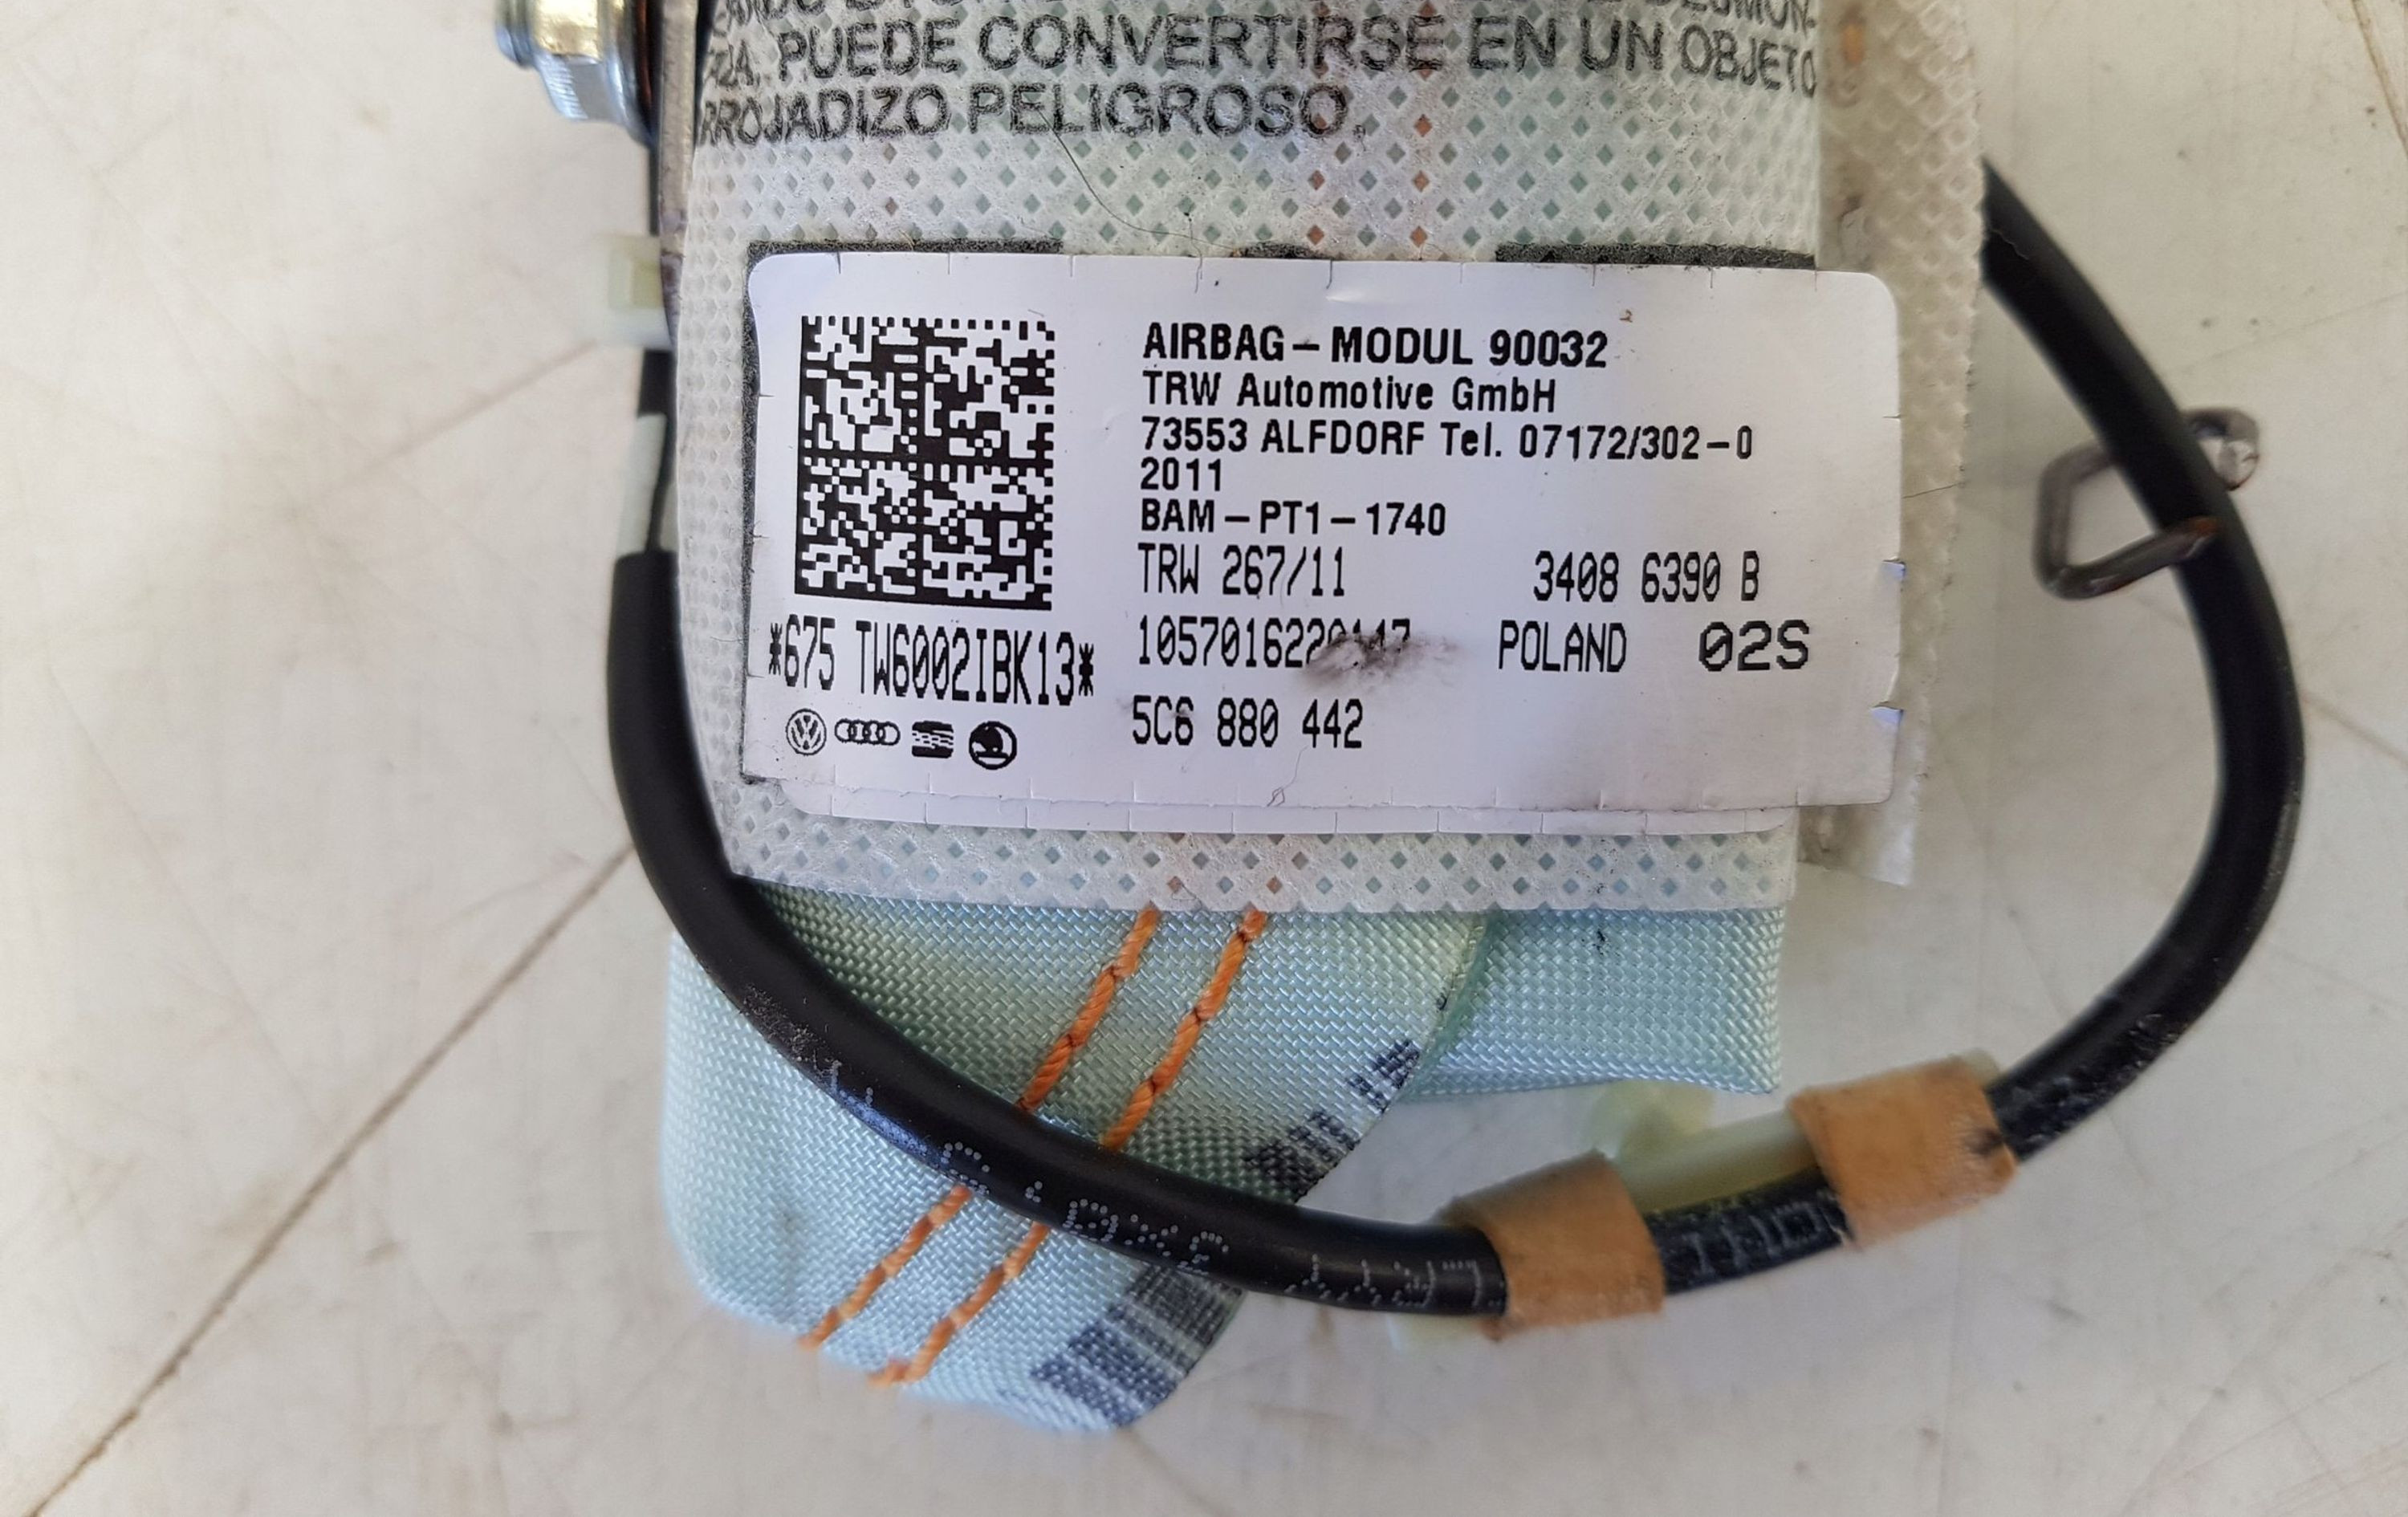 PUEDE CONVERTIRSE EN UN OBJETO
ARROJADIZO PELIGROSO.
AIRBAG – MODUL 90032
TRW Automotive GmbH
73553 ALFDORF Tel. 07172/302-0
2011
BAM – PT1 – 1740
TRW 267/11 3408 6390 B
POLAND 02S
*675 TW6002IBK13*
5C6 880 442